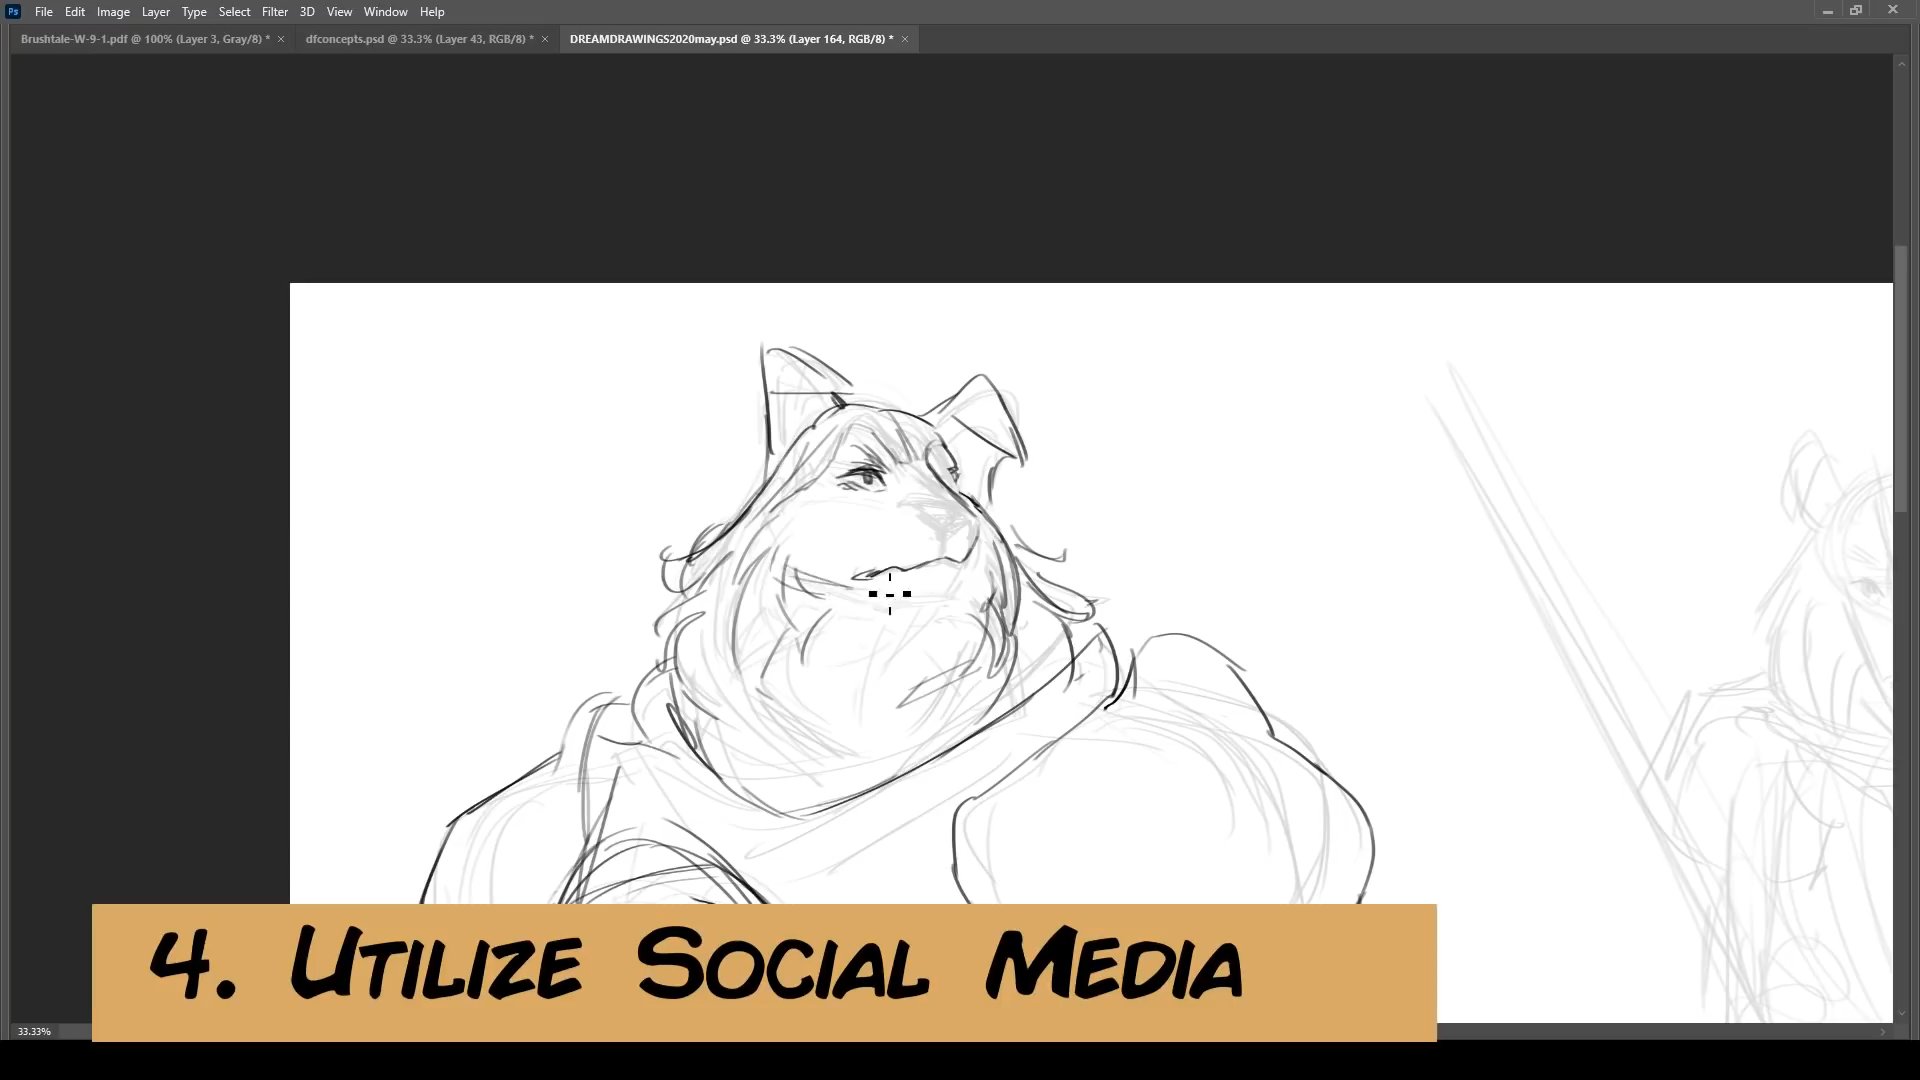 Ps File Edit Image Layer Type Select Filter 3D View Window Help
Brushtale-W-9-1.pdf @ 100% (Layer 3, Gray/8) * × dfconcepts.psd @ 33.3% (Layer 43, RGB/8) * × DREAMDRAWINGS2020may.psd @ 33.3% (Layer 164, RGB/8) * ×
4. Utilize Social Media
33.33%